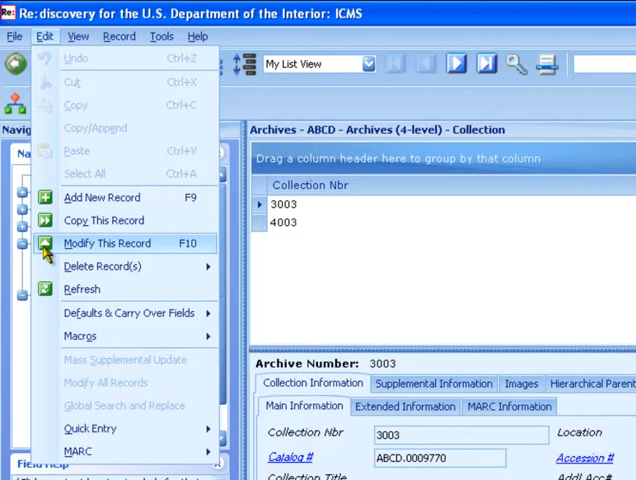 Re: Re:discovery for the U.S. Department of the Interior: ICMS
File Edit View Record Tools Help
Undo Ctrl+Z
Cut Ctrl+X
Copy Ctrl+C
Copy/Append
Paste Ctrl+V
Select All Ctrl+A
Add New Record F9
Copy This Record
Modify This Record F10
Delete Record(s)
Refresh
Defaults & Carry Over Fields
Macros
Mass Supplemental Update
Modify All Records
Global Search and Replace
Quick Entry
MARC
My List View
Archives - ABCD - Archives (4-level) - Collection
Drag a column header here to group by that column
Collection Nbr
3003
4003
Archive Number: 3003
Collection Information Supplemental Information Images Hierarchical Parent
Main Information Extended Information MARC Information
Collection Nbr 3003 Location
Catalog # ABCD.0009770 Accession #
Collection Title Addl Acc#